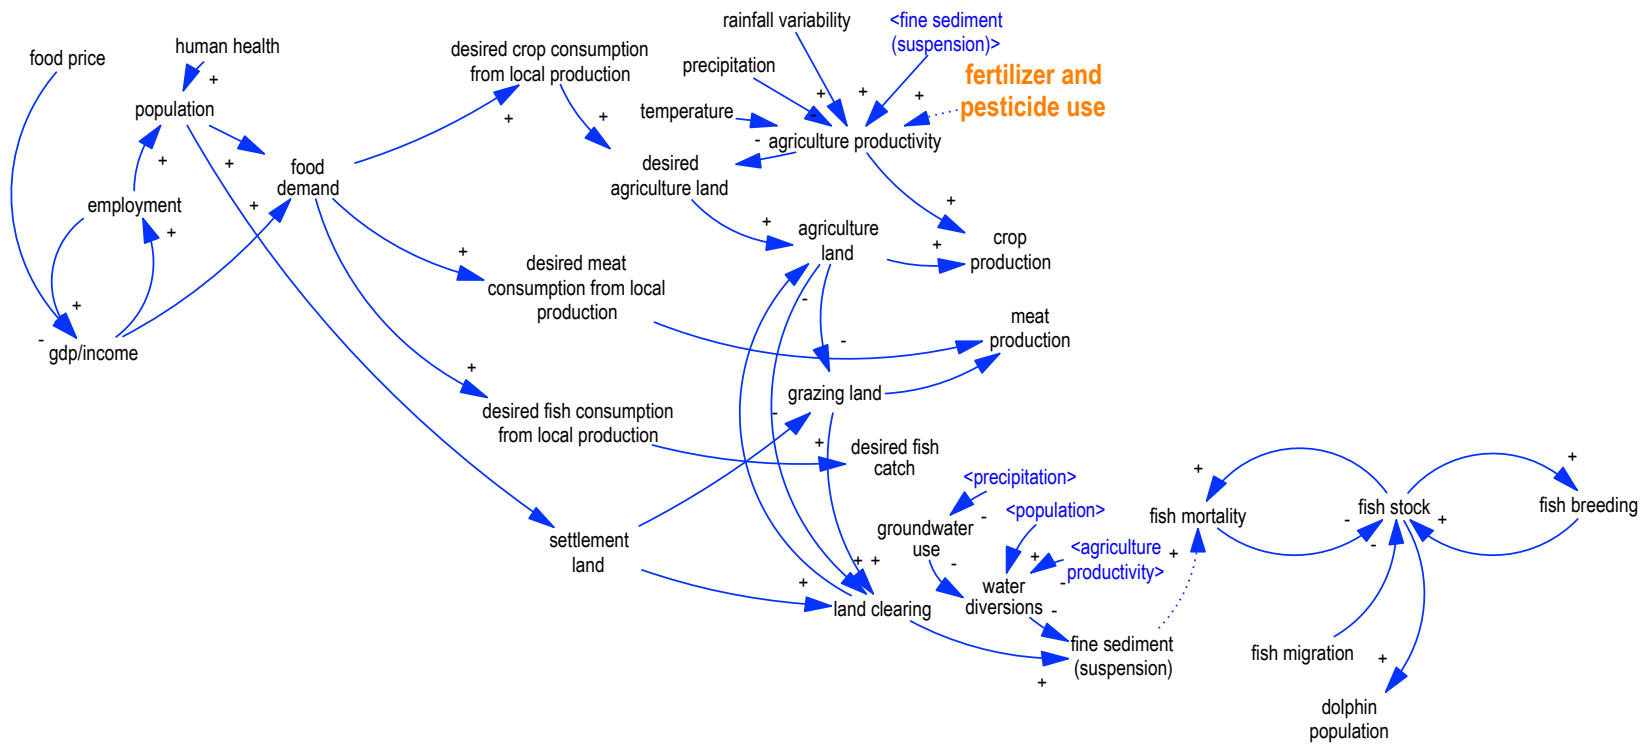 food price
human health
population
employment
gdp/income
food
demand
desired crop consumption
from local production
desired meat
consumption from local
production
desired fish consumption
from local production
settlement
land
rainfall variability
precipitation
temperature
<fine sediment
(suspension)>
fertilizer and
pesticide use
agriculture productivity
desired
agriculture land
agriculture
land
crop
production
meat
production
grazing land
desired fish
catch
land clearing
<precipitation>
groundwater
use
<population>
<agriculture
productivity>
water
diversions
fine sediment
(suspension)
fish mortality
fish stock
fish breeding
fish migration
dolphin
population